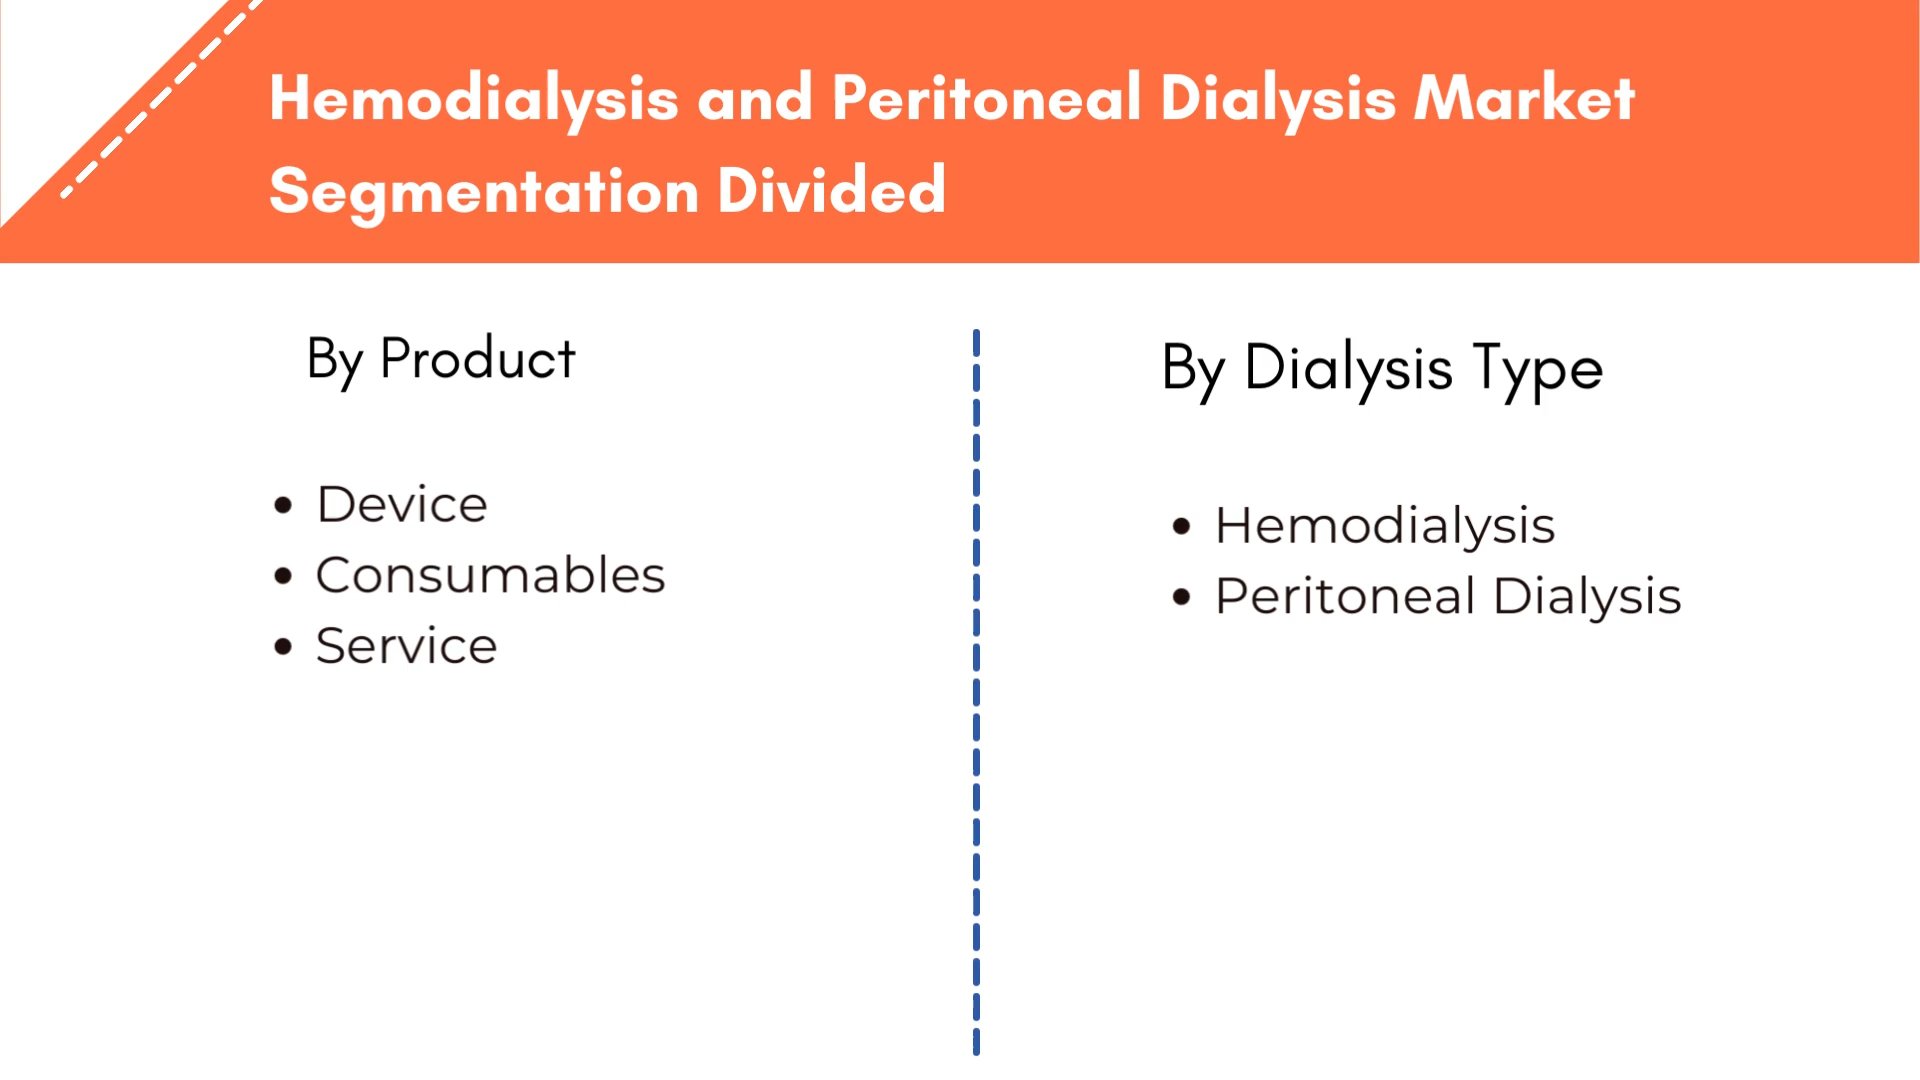 Hemodialysis and Peritoneal Dialysis Market
Segmentation Divided
By Product
Device
Consumables
Service
By Dialysis Type
Hemodialysis
Peritoneal Dialysis